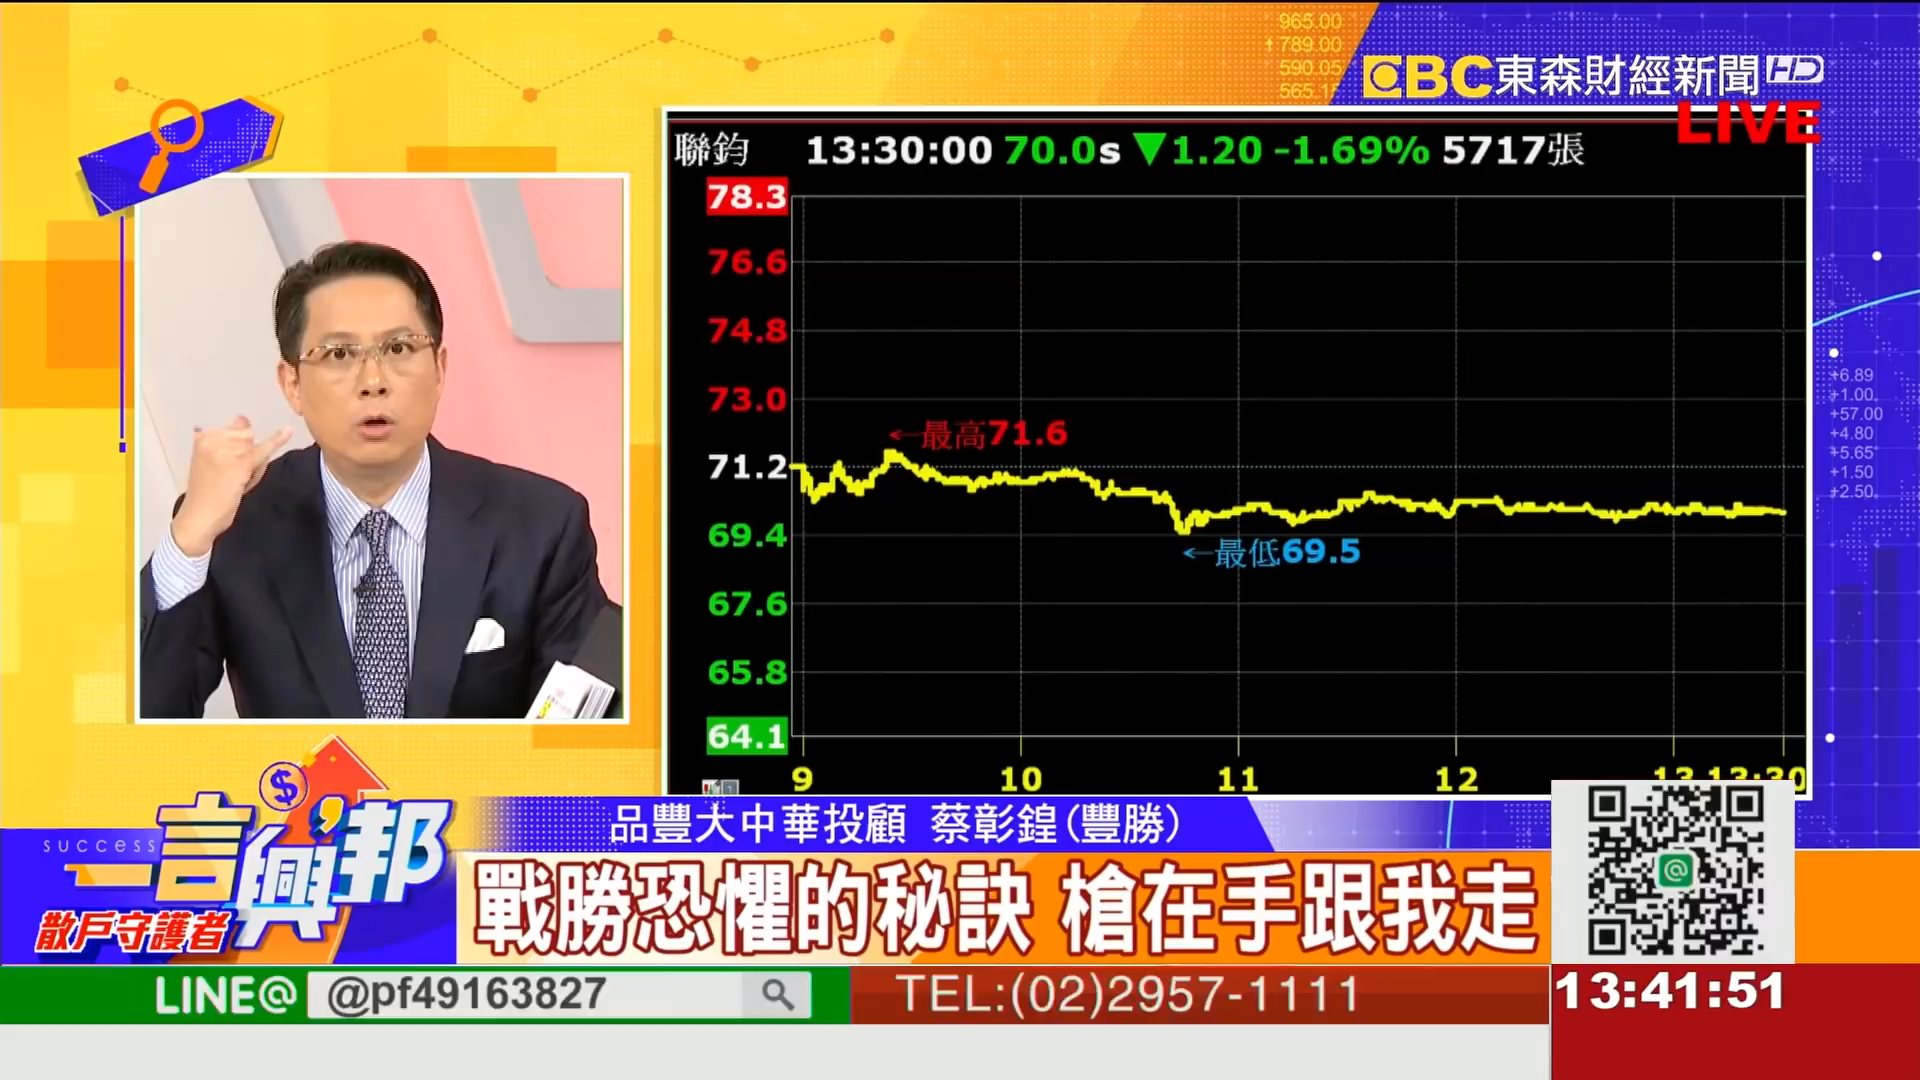 965.00
↑789.00
590.05
EBC東森財經新聞HD
LIVE
聯鈞 13:30:00 70.0s ▼1.20 -1.69% 5717張
78.3
76.6
74.8
73.0
←最高71.6
71.2
69.4
←最低69.5
67.6
65.8
64.1
9 10 11 12 13 13:30
+6.89
+1.00
+57.00
+4.80
+5.65
+1.50
+2.50
$
success
一言興邦
散戶守護者
品豐大中華投顧 蔡彰鍠(豐勝)
戰勝恐懼的秘訣 槍在手跟我走
LINE@ @pf49163827
TEL:(02)2957-1111
13:41:51